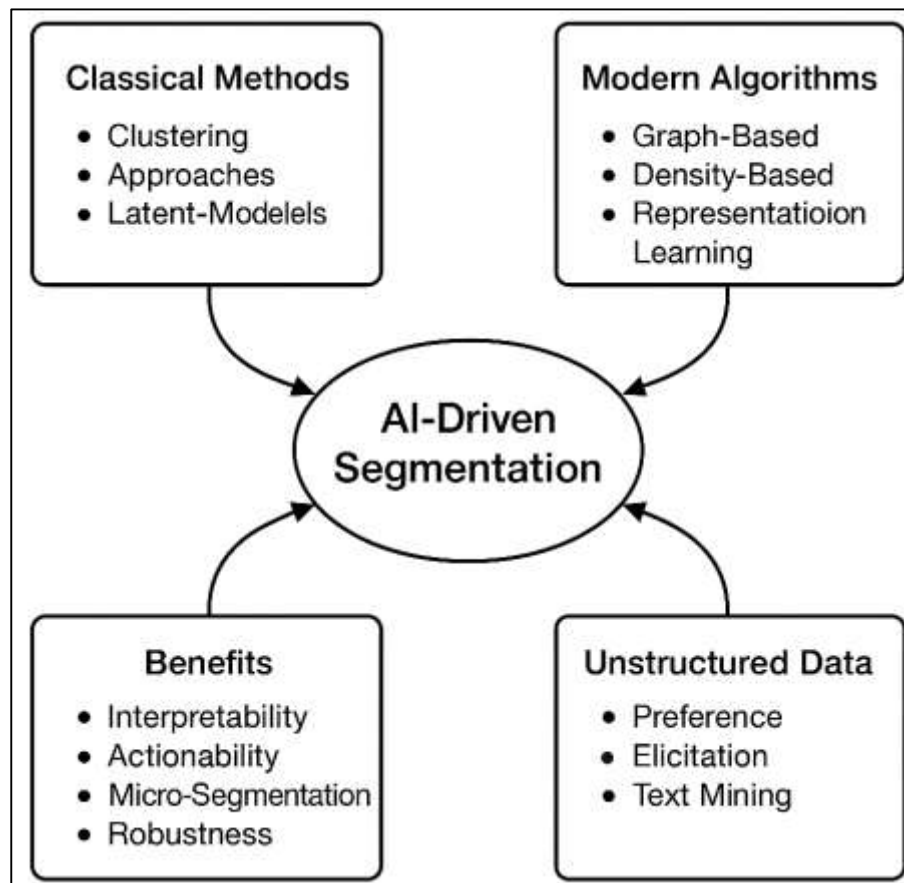 Classical Methods
• Clustering
• Approaches
• Latent-Modelels
Modern Algorithms
• Graph-Based
• Density-Based
• Representatioion
Learning
AI-Driven
Segmentation
Benefits
• Interpretability
• Actionability
• Micro-Segmentation
• Robustness
Unstructured Data
• Preference
• Elicitation
• Text Mining